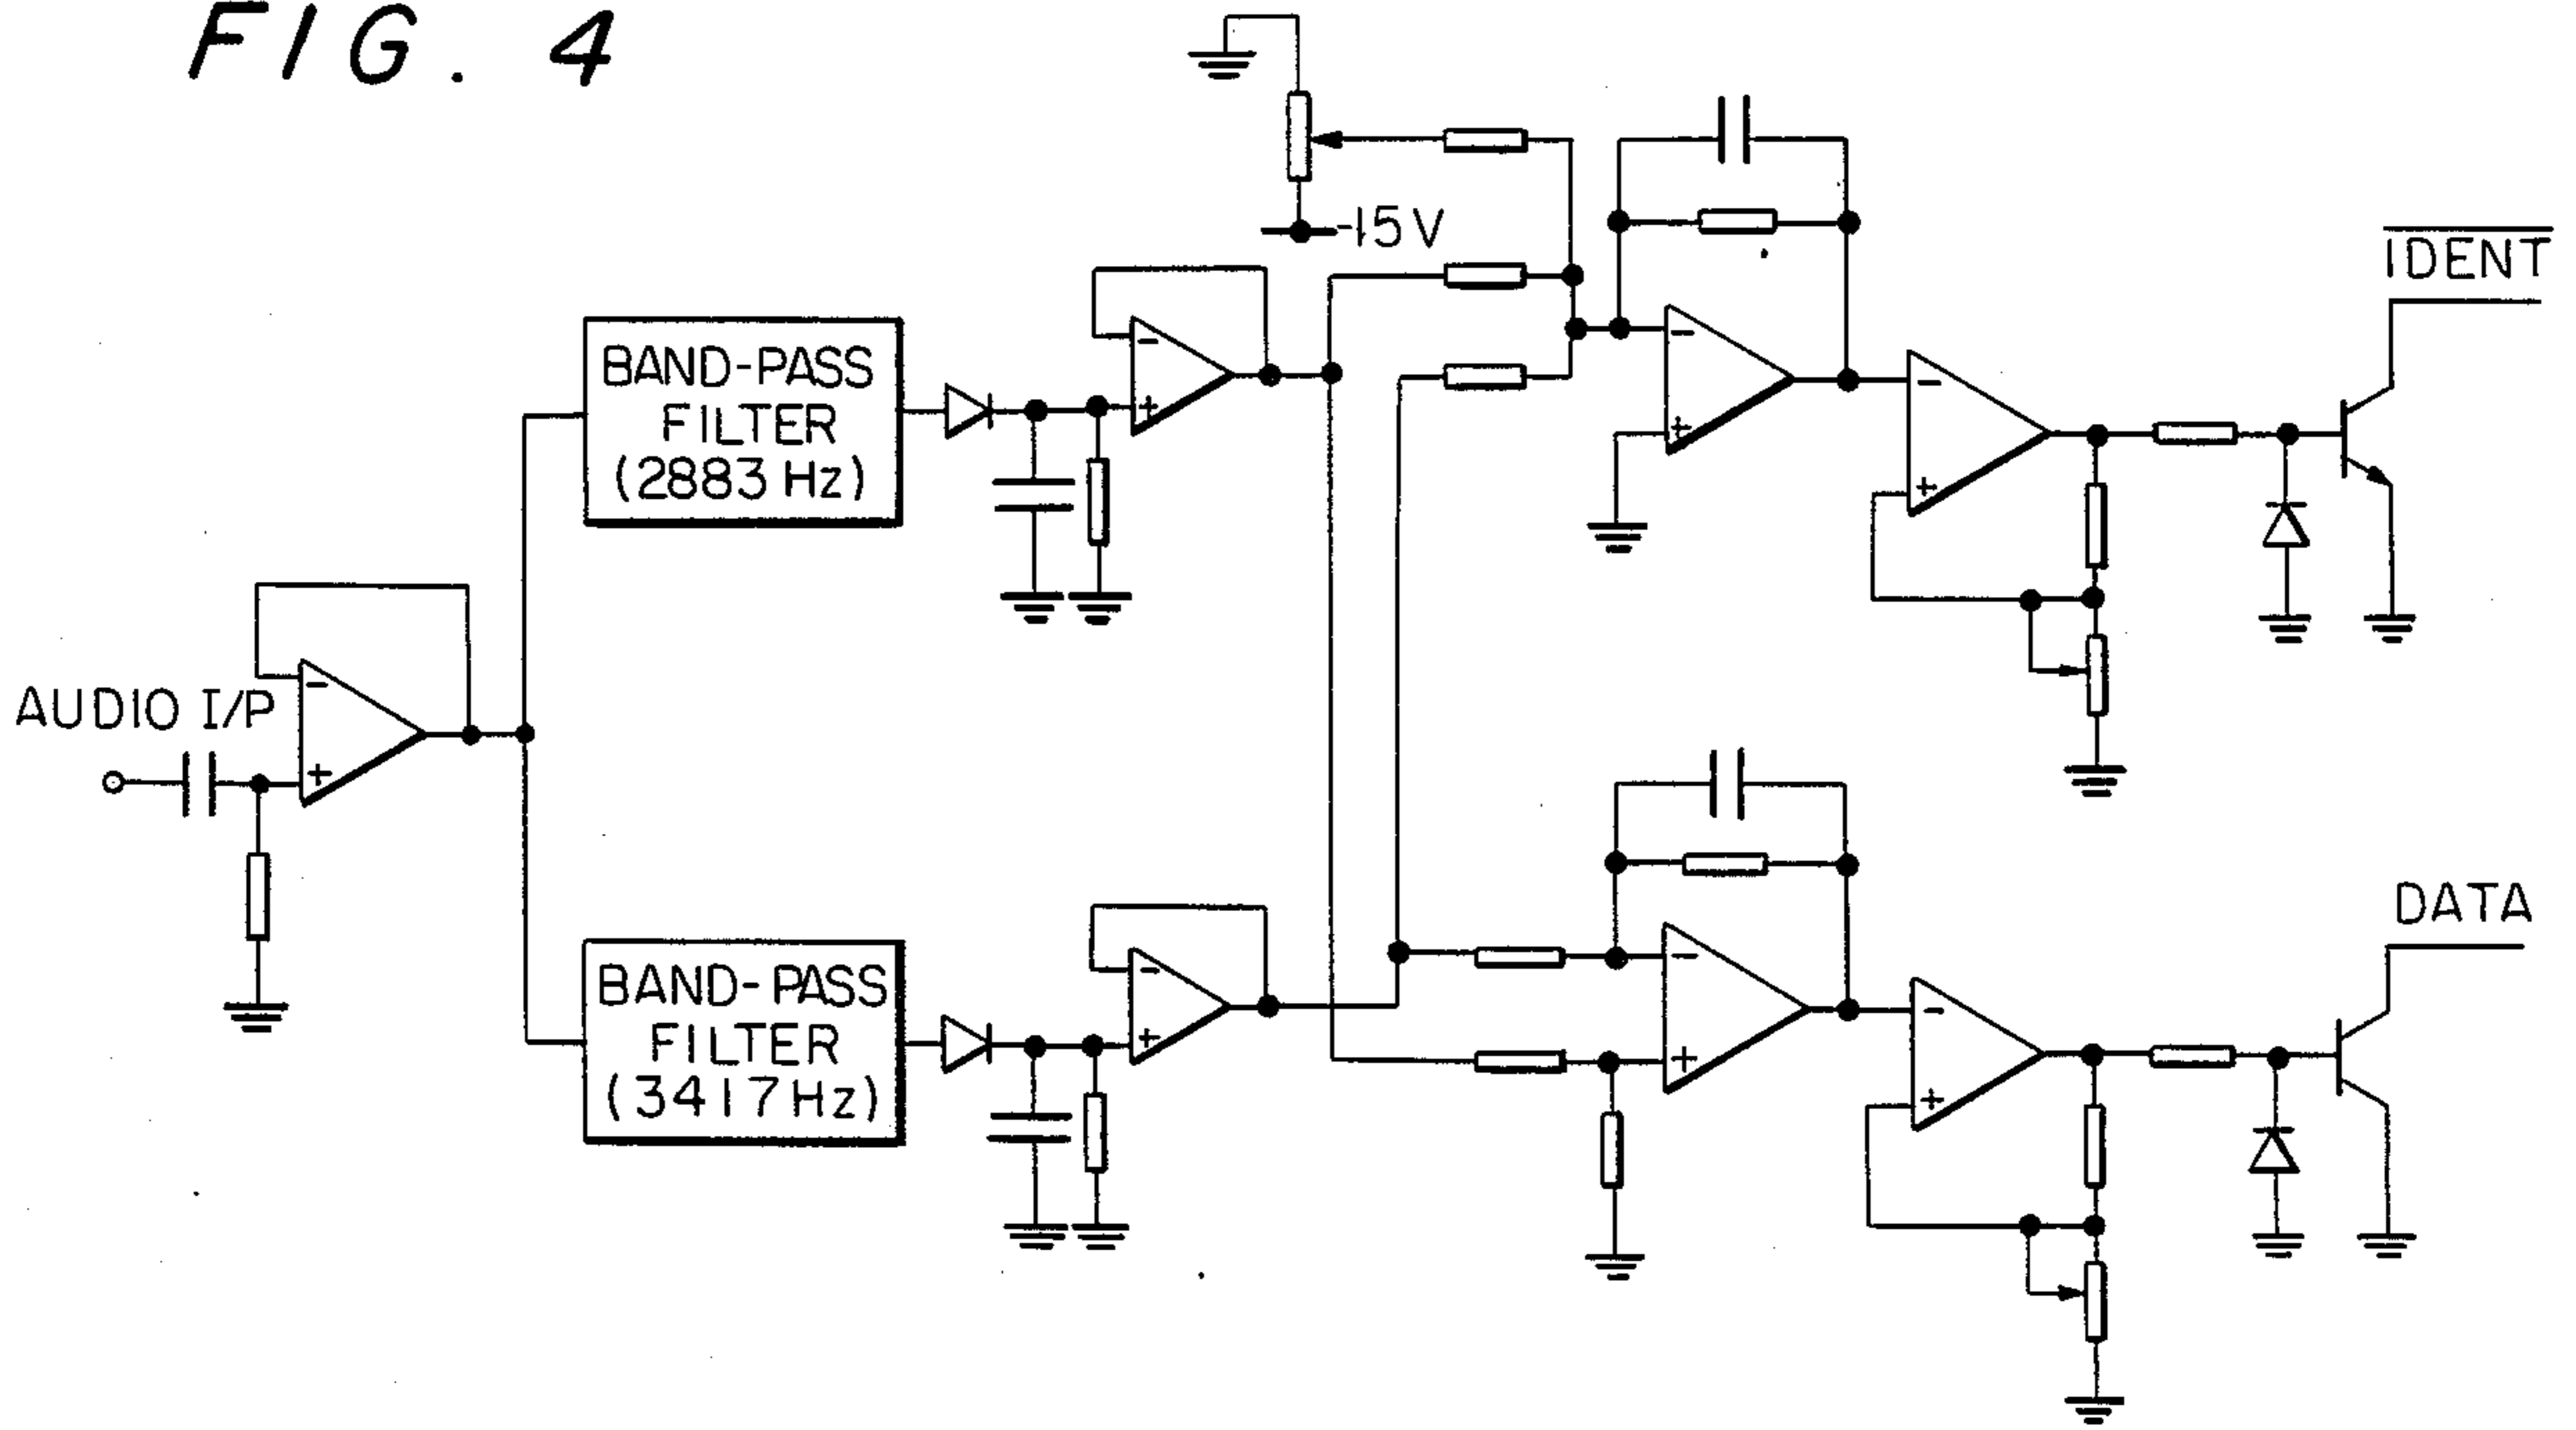 FIG. 4
-15V
IDENT
BAND-PASS
FILTER
(2883 Hz)
AUDIO I/P
BAND-PASS
FILTER
(3417 Hz)
DATA
- 
+
-
+
-
+
-
+
-
+
-
+
-
+